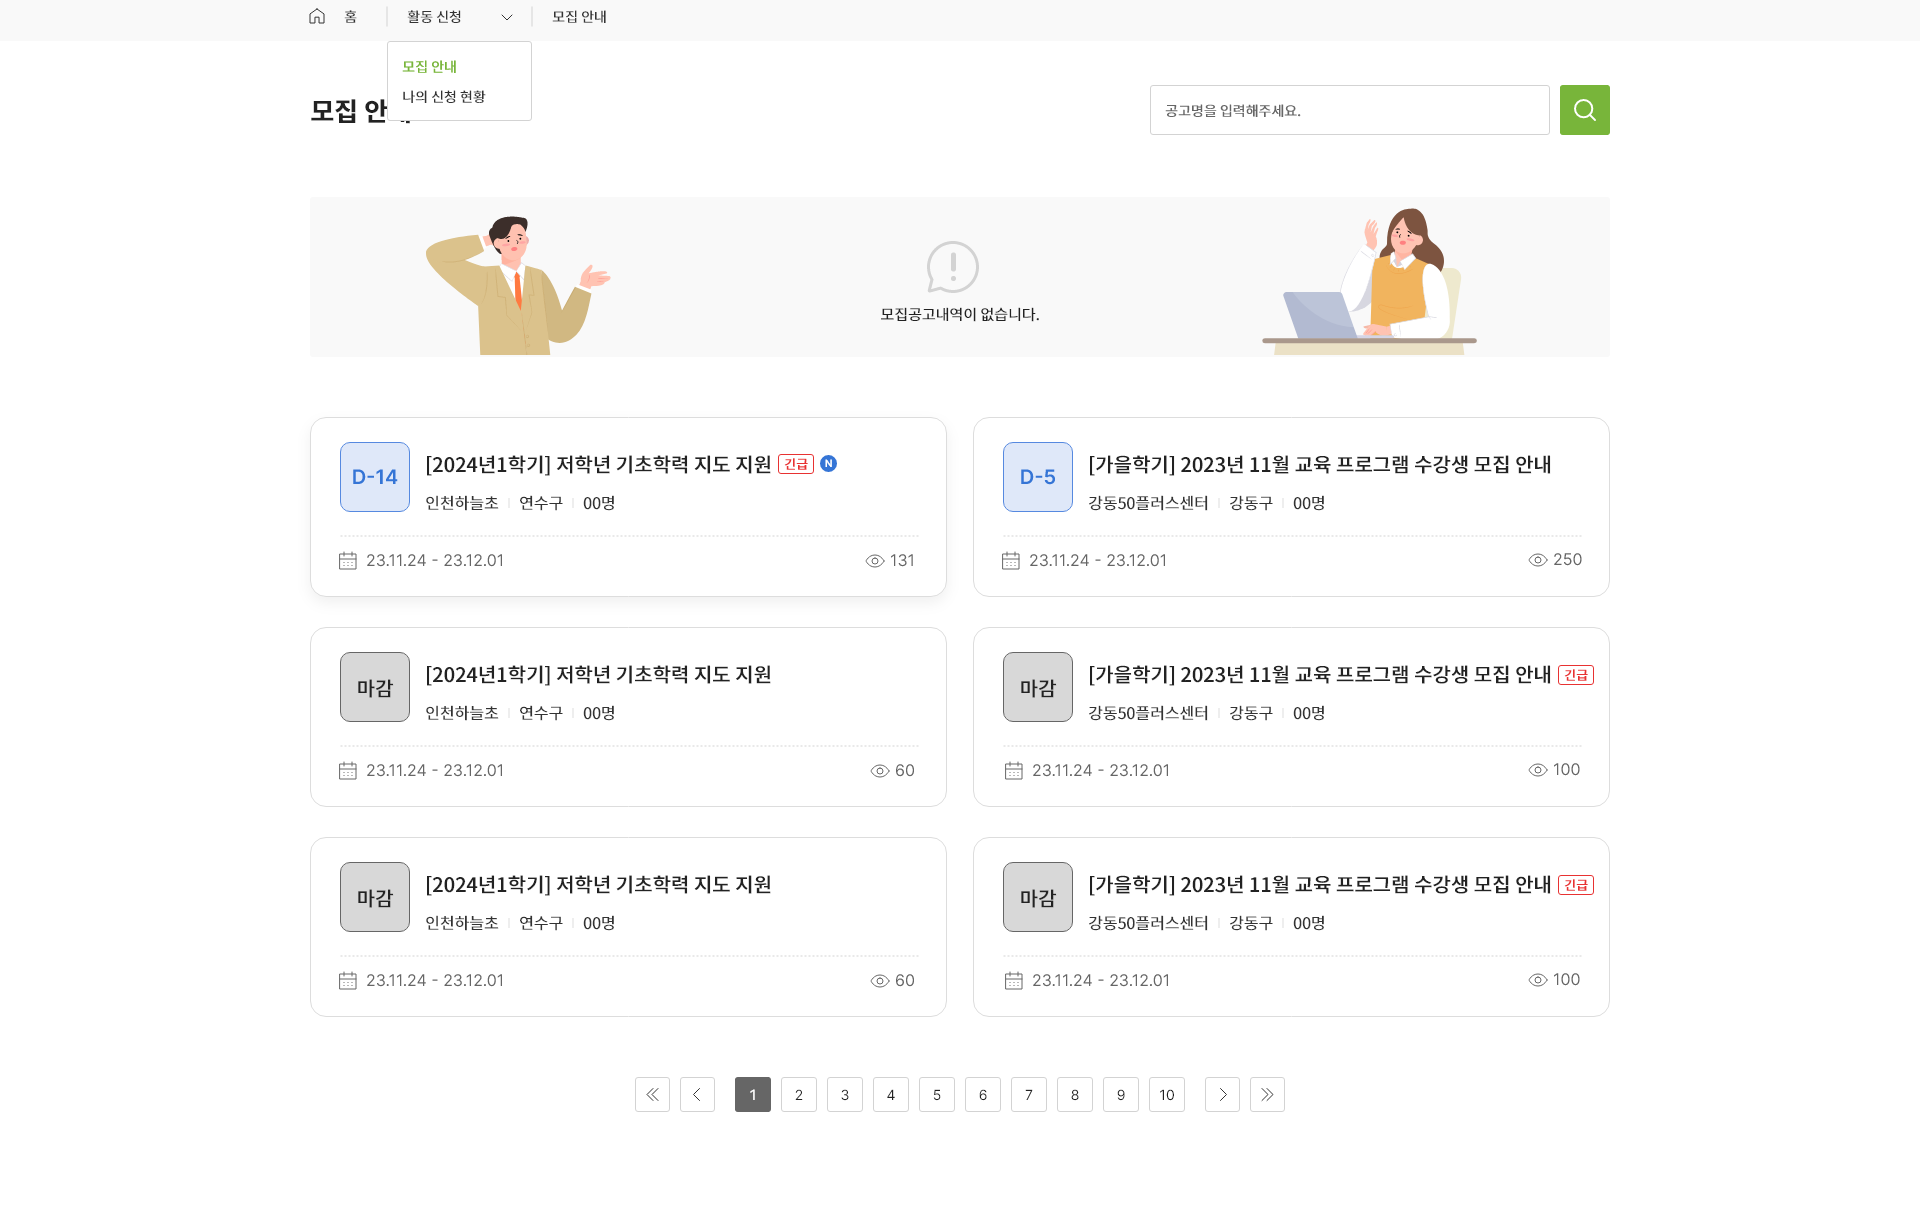 홈 활동 신청 모집 안내
모집 안내
나의 신청 현황
모집 안
공고명을 입력해주세요.
모집공고내역이 없습니다.
D-14
[2024년1학기] 저학년 기초학력 지도 지원 긴급 N
인천하늘초 연수구 00명
23.11.24 - 23.12.01
131
D-5
[가을학기] 2023년 11월 교육 프로그램 수강생 모집 안내
강동50플러스센터 강동구 00명
23.11.24 - 23.12.01
250
마감
[2024년1학기] 저학년 기초학력 지도 지원
인천하늘초 연수구 00명
23.11.24 - 23.12.01
60
마감
[가을학기] 2023년 11월 교육 프로그램 수강생 모집 안내 긴급
강동50플러스센터 강동구 00명
23.11.24 - 23.12.01
100
마감
[2024년1학기] 저학년 기초학력 지도 지원
인천하늘초 연수구 00명
23.11.24 - 23.12.01
60
마감
[가을학기] 2023년 11월 교육 프로그램 수강생 모집 안내 긴급
강동50플러스센터 강동구 00명
23.11.24 - 23.12.01
100
1 2 3 4 5 6 7 8 9 10